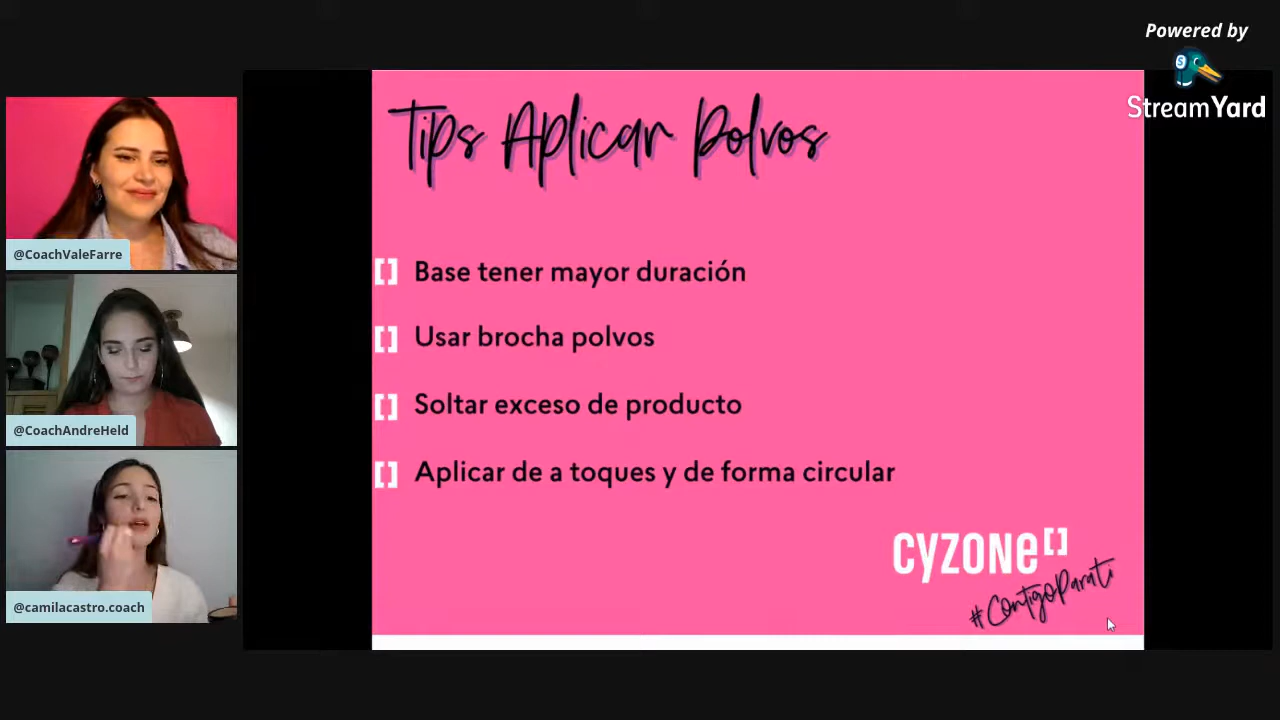 Powered by
StreamYard
Tips Aplicar Polvos
Base tener mayor duración
Usar brocha polvos
Soltar exceso de producto
Aplicar de a toques y de forma circular
cyzone[]
#ContigoParaTi
@CoachValeFarre
@CoachAndreHeld
@camilacastro.coach